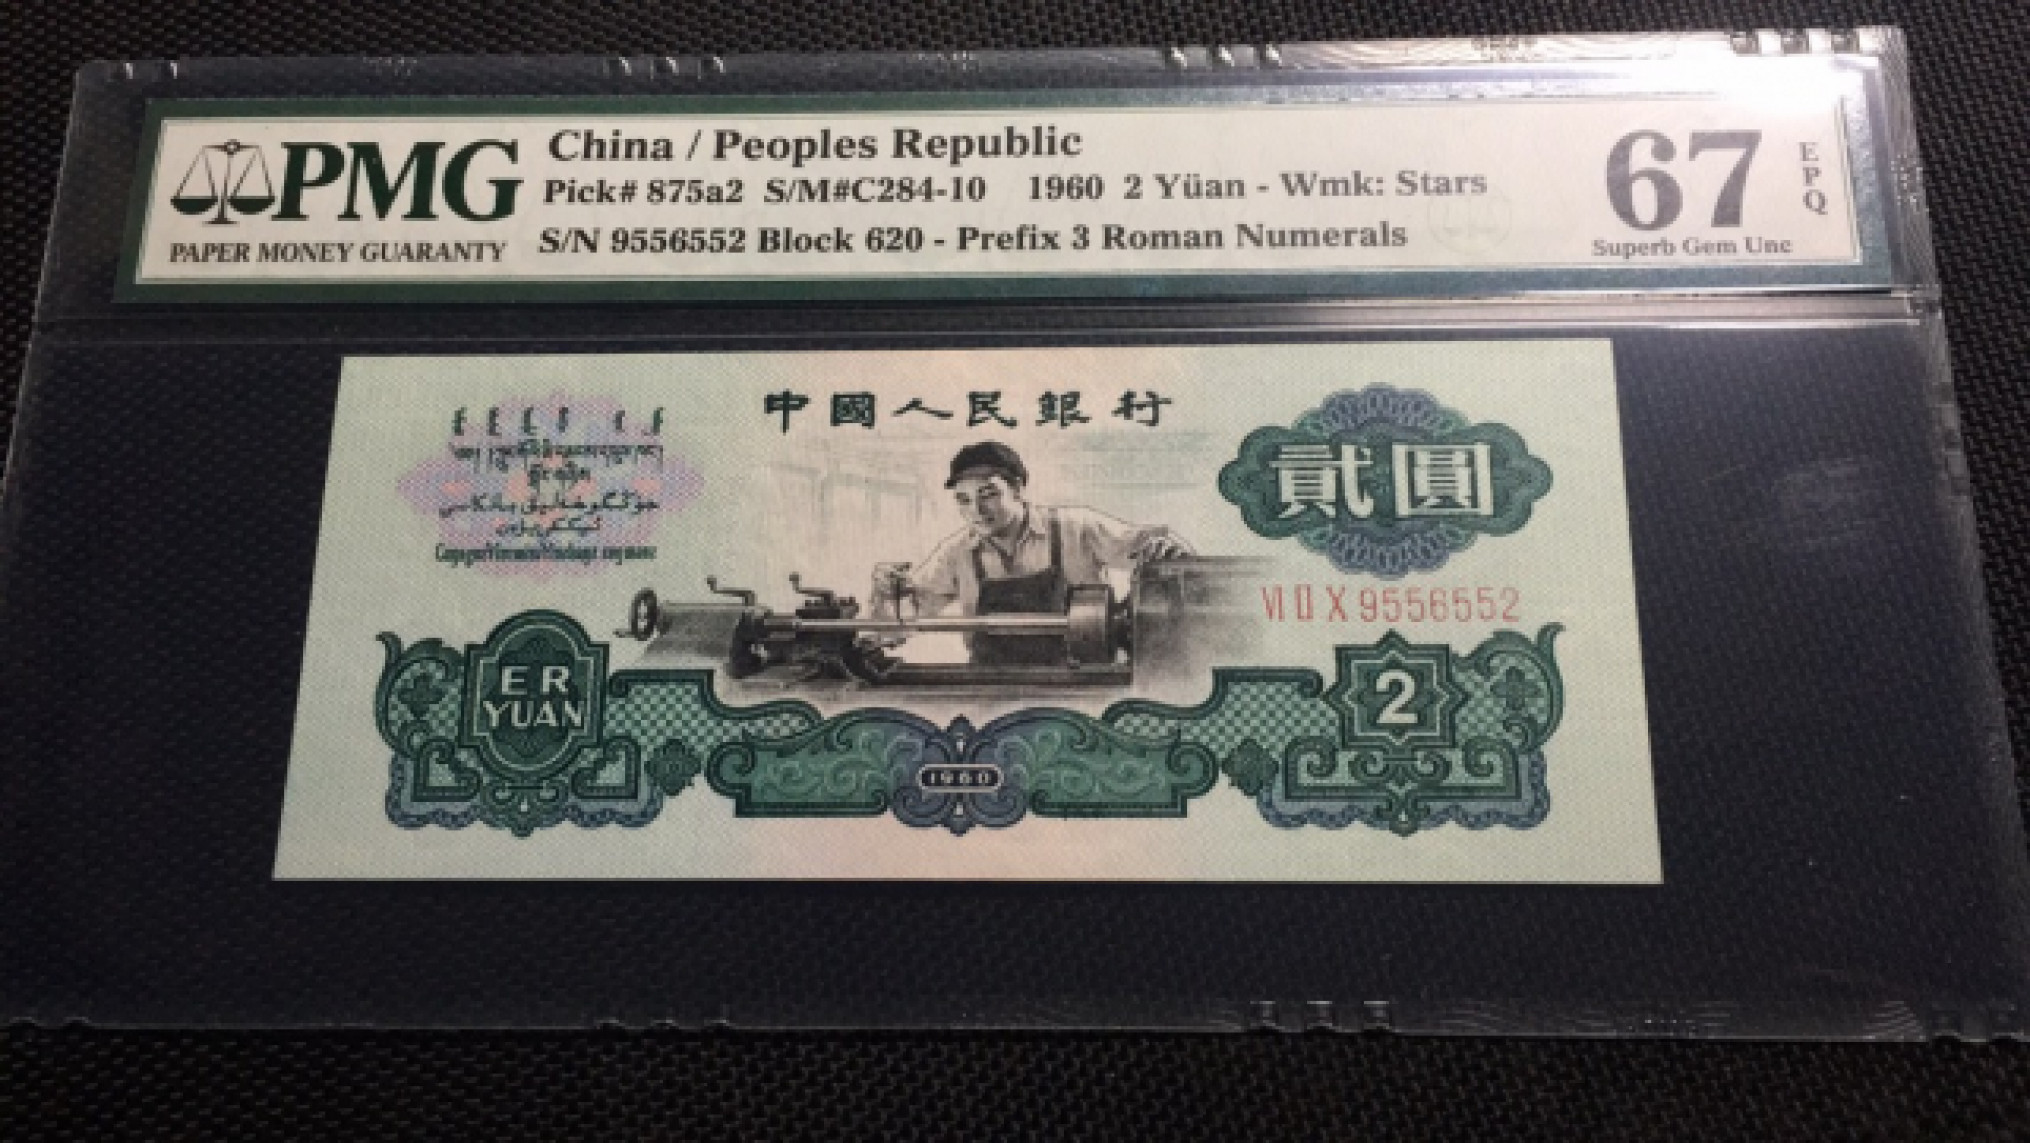 PMG
PAPER MONEY GUARANTY
China / Peoples Republic
Pick# 875a2 S/M#C284-10 1960 2 Yüan - Wmk: Stars
S/N 9556552 Block 620 - Prefix 3 Roman Numerals
67
EPQ
Superb Gem Unc
中國人民銀行
貳圓
VI II X 9556552
ER
YUAN
2
1960